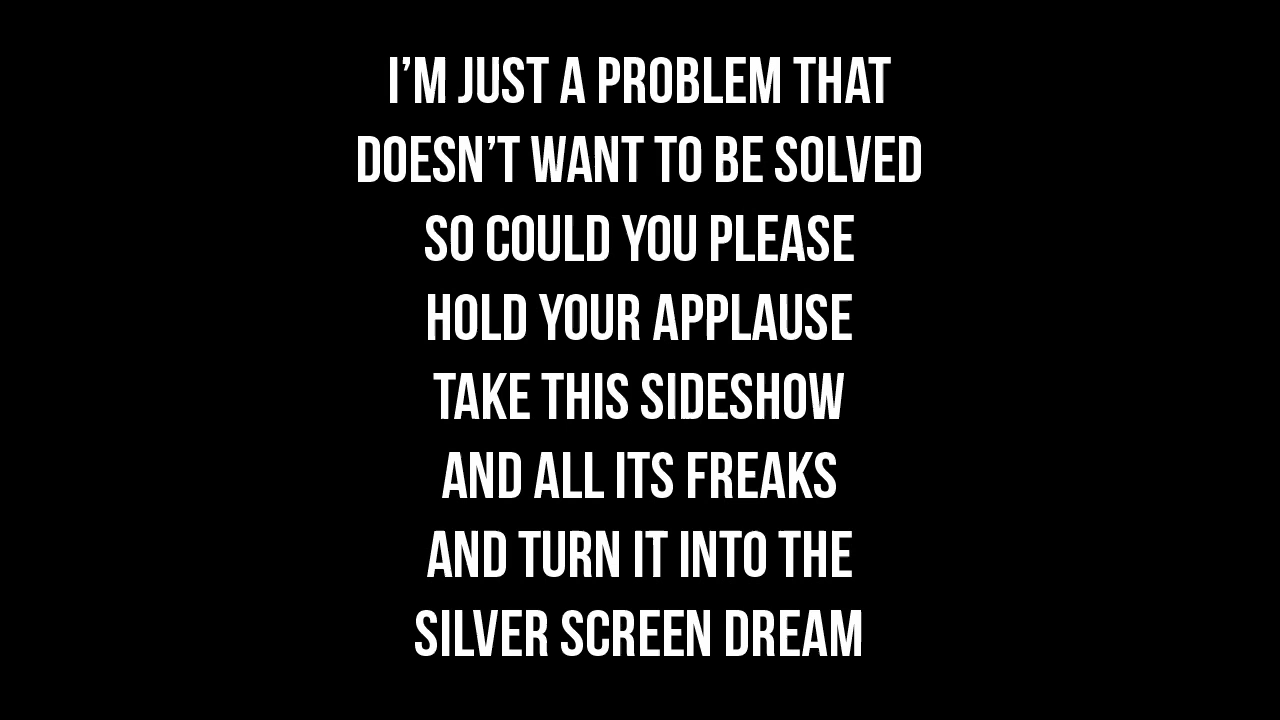 I'M JUST A PROBLEM THAT
DOESN'T WANT TO BE SOLVED
SO COULD YOU PLEASE
HOLD YOUR APPLAUSE
TAKE THIS SIDESHOW
AND ALL ITS FREAKS
AND TURN IT INTO THE
SILVER SCREEN DREAM